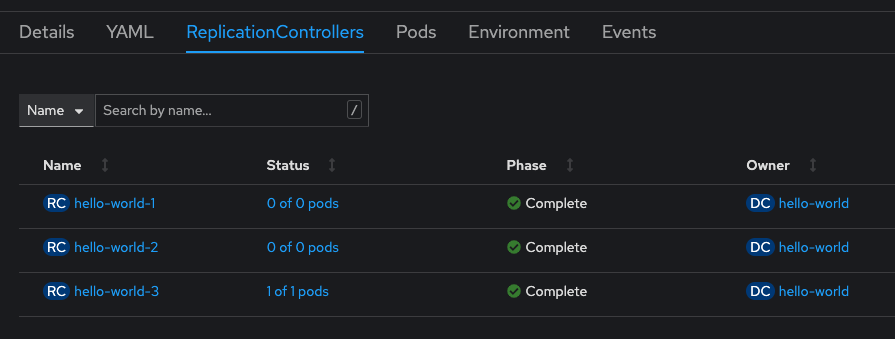 Details YAML ReplicationControllers Pods Environment Events
Name Search by name... /
Name Status Phase Owner
RC hello-world-1 0 of 0 pods Complete DC hello-world
RC hello-world-2 0 of 0 pods Complete DC hello-world
RC hello-world-3 1 of 1 pods Complete DC hello-world